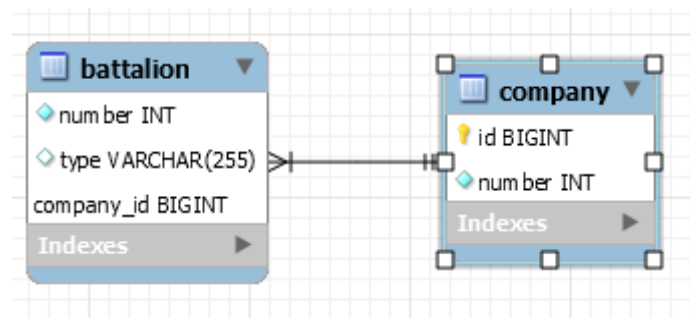 battalion
number INT
type VARCHAR(255)
company_id BIGINT
Indexes
company
id BIGINT
number INT
Indexes